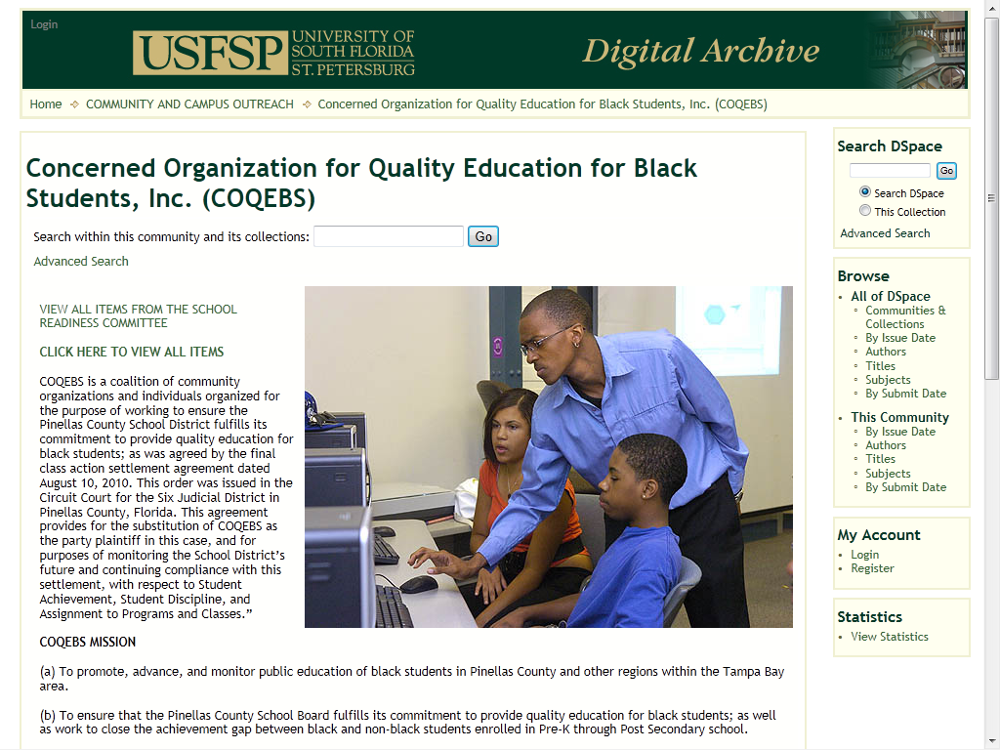 Login
USFSP UNIVERSITY OF
SOUTH FLORIDA
ST. PETERSBURG
Digital Archive
Home
COMMUNITY AND CAMPUS OUTREACH
Concerned Organization for Quality Education for Black Students, Inc. (COQEBS)
Concerned Organization for Quality Education for Black
Students, Inc. (COQEBS)
Search within this community and its collections:
Go
Advanced Search
VIEW ALL ITEMS FROM THE SCHOOL
READINESS COMMITTEE
CLICK HERE TO VIEW ALL ITEMS
COQEBS is a coalition of community
organizations and individuals organized for
the purpose of working to ensure the
Pinellas County School District fulfills its
commitment to provide quality education for
black students; as was agreed by the final
class action settlement agreement dated
August 10, 2010. This order was issued in the
Circuit Court for the Six Judicial District in
Pinellas County, Florida. This agreement
provides for the substitution of COQEBS as
the party plaintiff in this case, and for
purposes of monitoring the School District’s
future and continuing compliance with this
settlement, with respect to Student
Achievement, Student Discipline, and
Assignment to Programs and Classes.”
COQEBS MISSION
(a) To promote, advance, and monitor public education of black students in Pinellas County and other regions within the Tampa Bay
area.
(b) To ensure that the Pinellas County School Board fulfills its commitment to provide quality education for black students; as well
as work to close the achievement gap between black and non-black students enrolled in Pre-K through Post Secondary school.
Search DSpace
Go
Search DSpace
This Collection
Advanced Search
Browse
All of DSpace
Communities &
Collections
By Issue Date
Authors
Titles
Subjects
By Submit Date
This Community
By Issue Date
Authors
Titles
Subjects
By Submit Date
My Account
Login
Register
Statistics
View Statistics